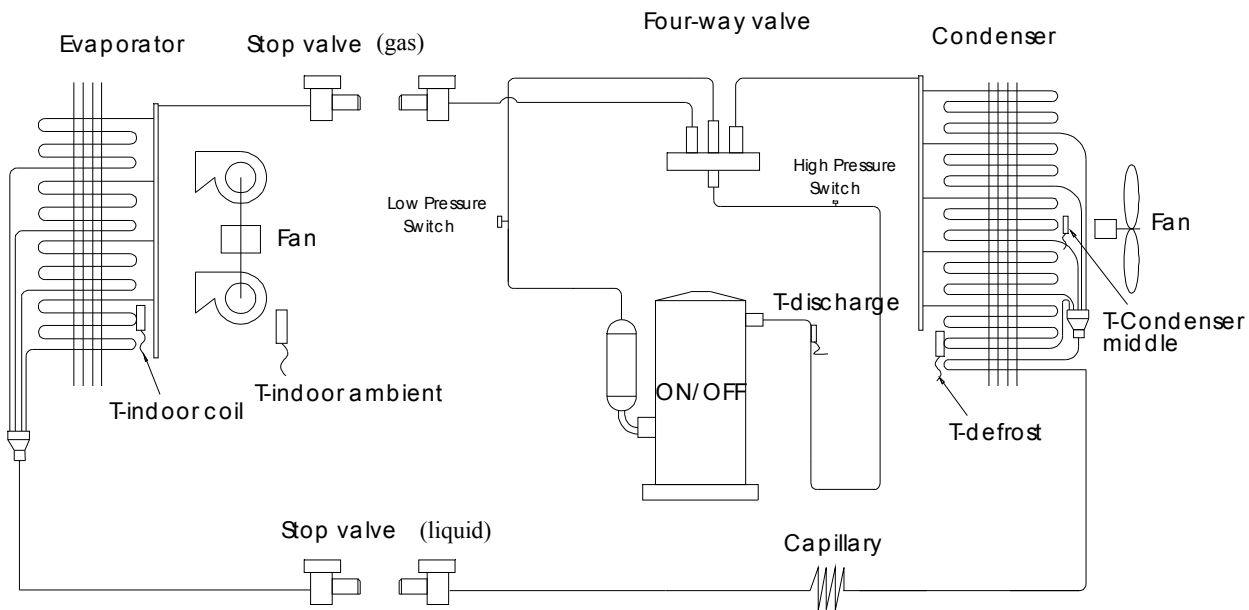 Four-way valve
Evaporator
Stop valve (gas)
Condenser
High Pressure
Switch
Low Pressure
Switch
Fan
Fan
T-discharge
T-Condenser
middle
ON/OFF
T-indoor ambient
T-indoor coil
T-defrost
Stop valve (liquid)
Capillary